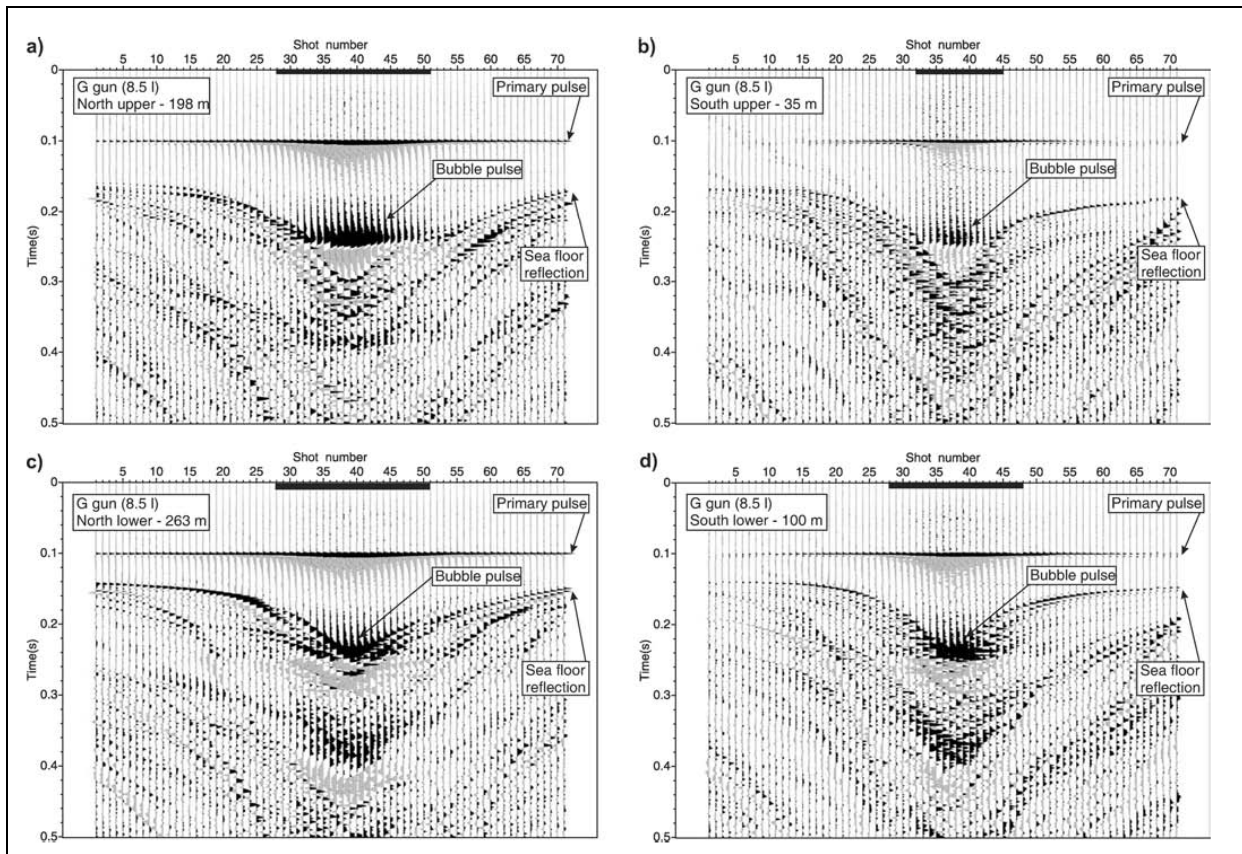 a)
Shot number
5 10 15 20 25 30 35 40 45 50 55 60 65 70
0
G gun (8.5 l)
North upper - 198 m
Primary pulse
0.1
Bubble pulse
0.2
Time(s)
Sea floor
reflection
0.3
0.4
0.5
b)
Shot number
5 10 15 20 25 30 35 40 45 50 55 60 65 70
0
G gun (8.5 l)
South upper - 35 m
Primary pulse
0.1
Bubble pulse
0.2
Time(s)
Sea floor
reflection
0.3
0.4
0.5
c)
Shot number
5 10 15 20 25 30 35 40 45 50 55 60 65 70
0
G gun (8.5 l)
North lower - 263 m
Primary pulse
0.1
Bubble pulse
0.2
Time(s)
Sea floor
reflection
0.3
0.4
0.5
d)
Shot number
5 10 15 20 25 30 35 40 45 50 55 60 65 70
0
G gun (8.5 l)
South lower - 100 m
Primary pulse
0.1
Bubble pulse
0.2
Time(s)
Sea floor
reflection
0.3
0.4
0.5